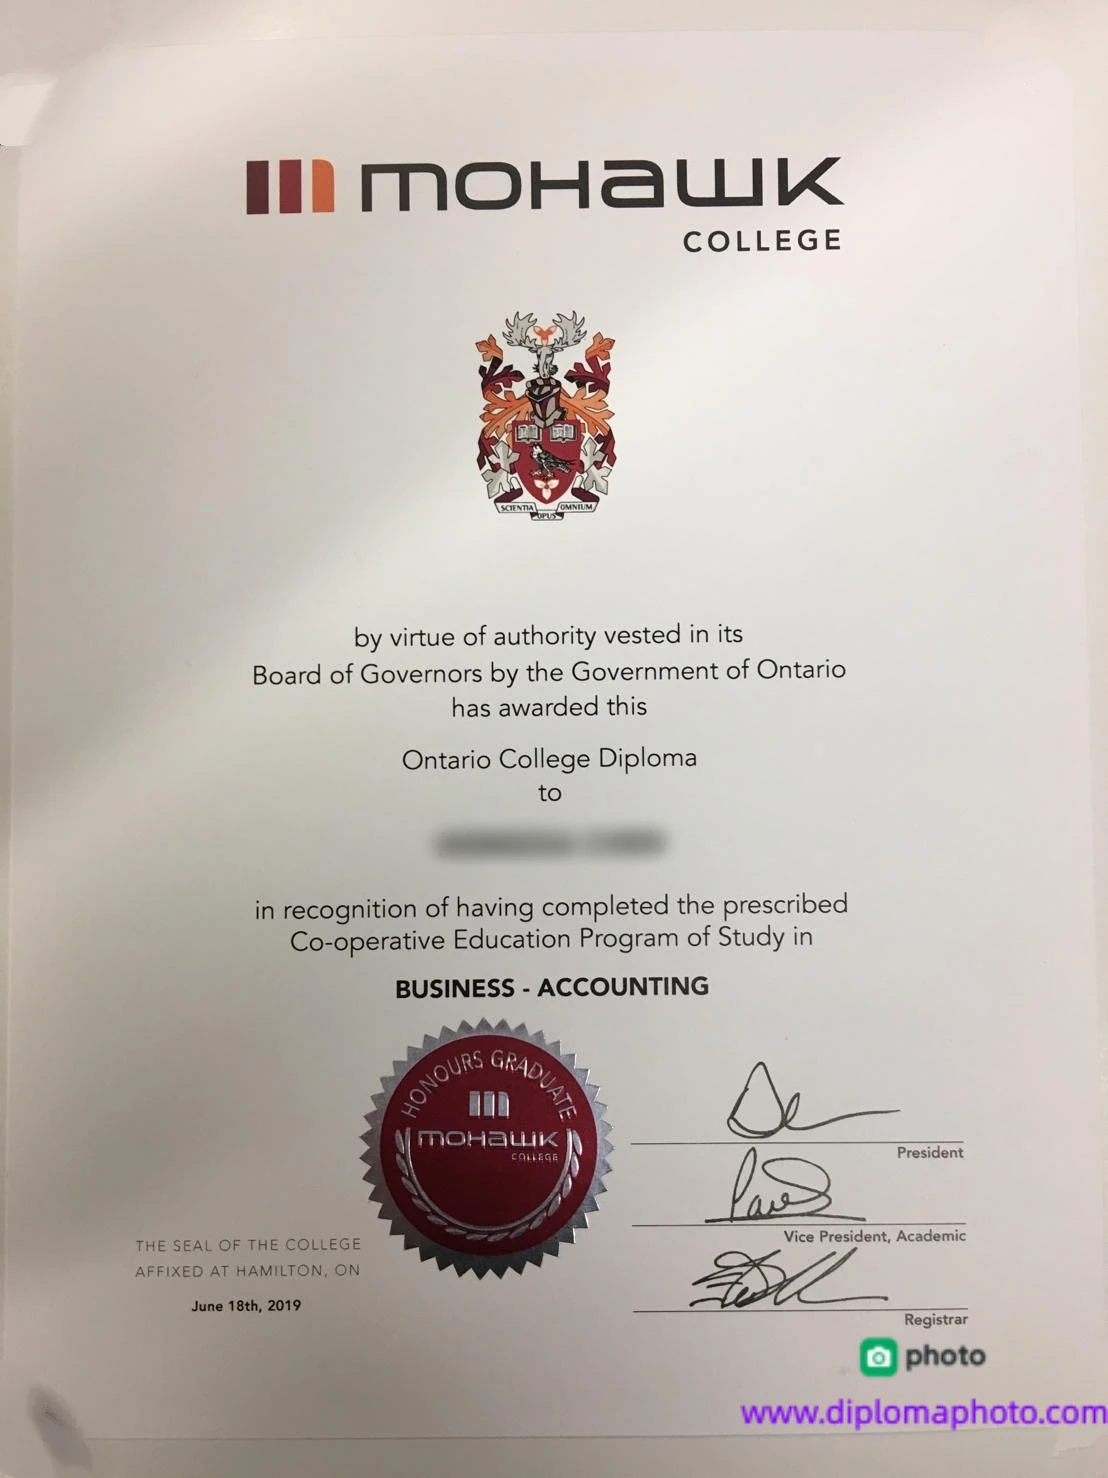 mohawk
COLLEGE
SCIENTIA OPUS OMNIUM
by virtue of authority vested in its
Board of Governors by the Government of Ontario
has awarded this
Ontario College Diploma
to
in recognition of having completed the prescribed
Co-operative Education Program of Study in
BUSINESS - ACCOUNTING
HONOURS GRADUATE
mohawk
COLLEGE
President
Vice President, Academic
Registrar
THE SEAL OF THE COLLEGE
AFFIXED AT HAMILTON, ON
June 18th, 2019
photo
www.diplomaphoto.com